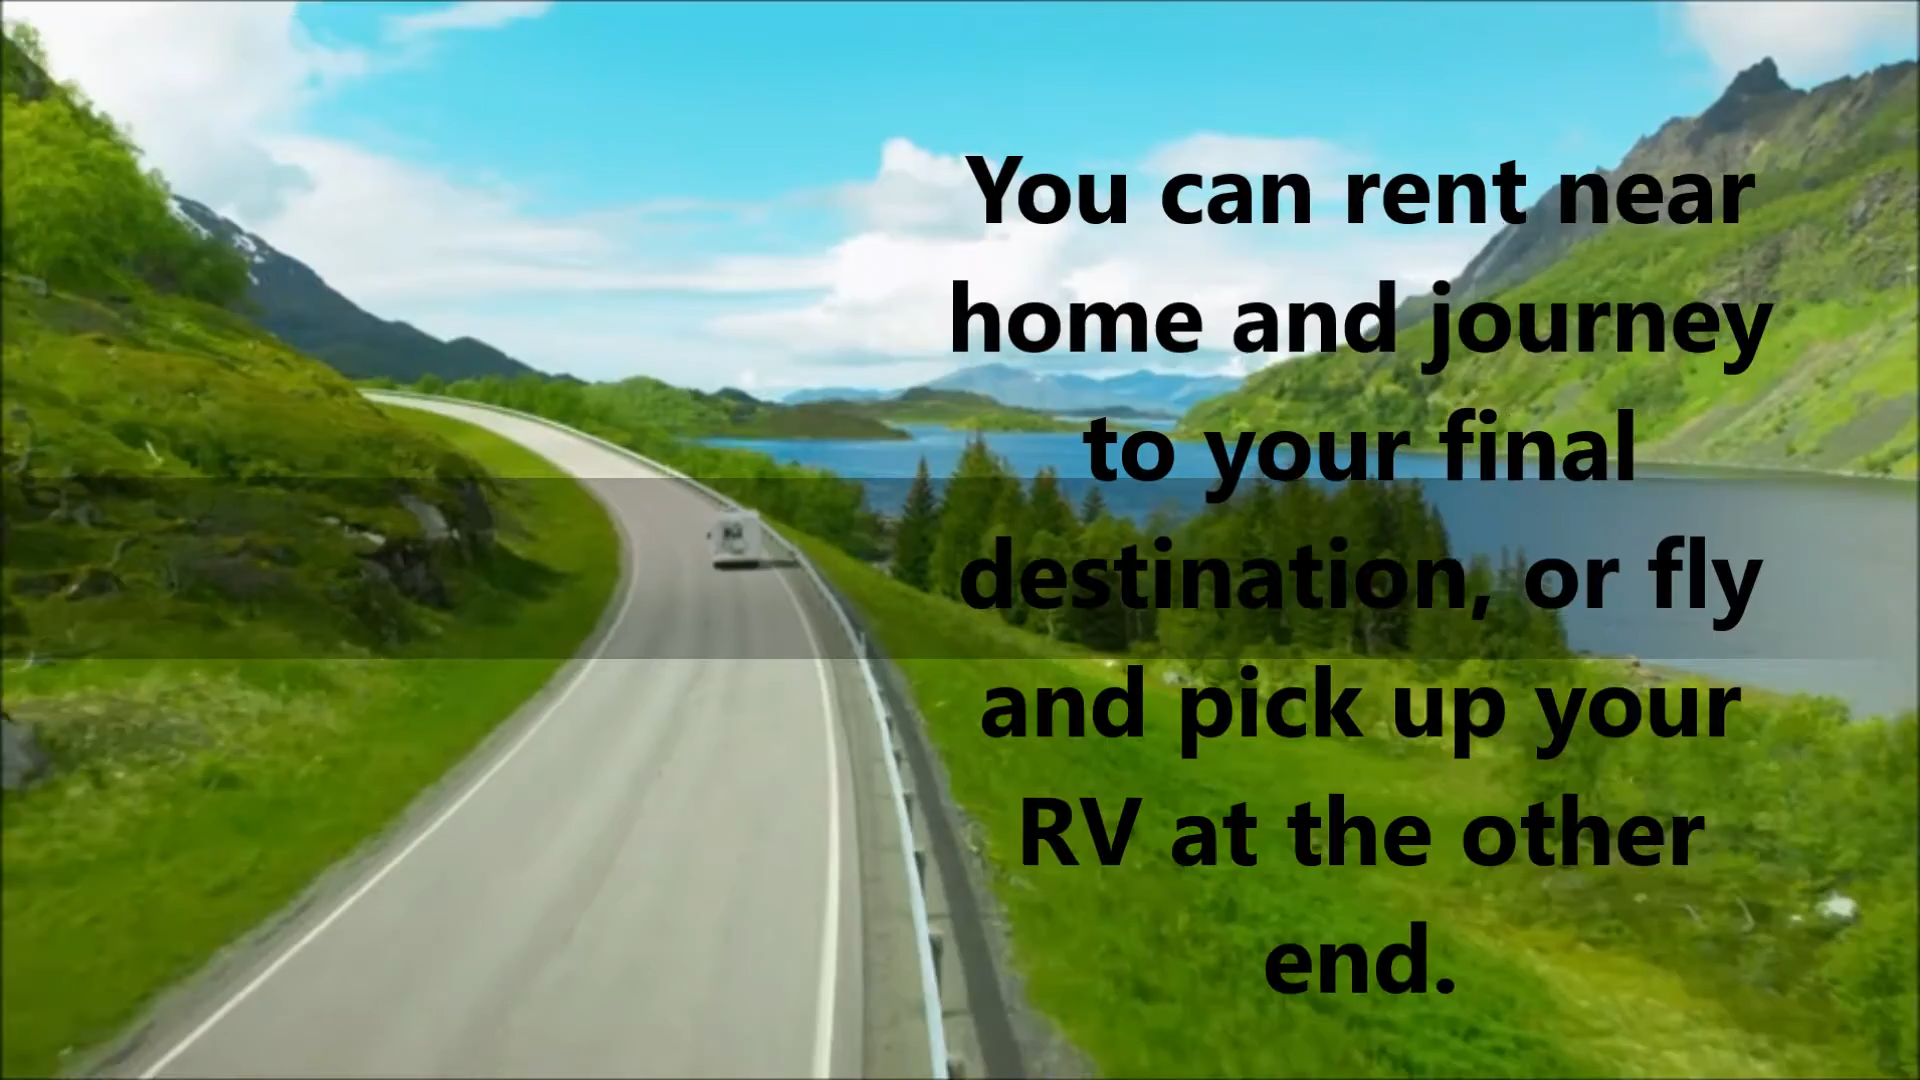 You can rent near
home and journey
to your final
destination, or fly
and pick up your
RV at the other
end.